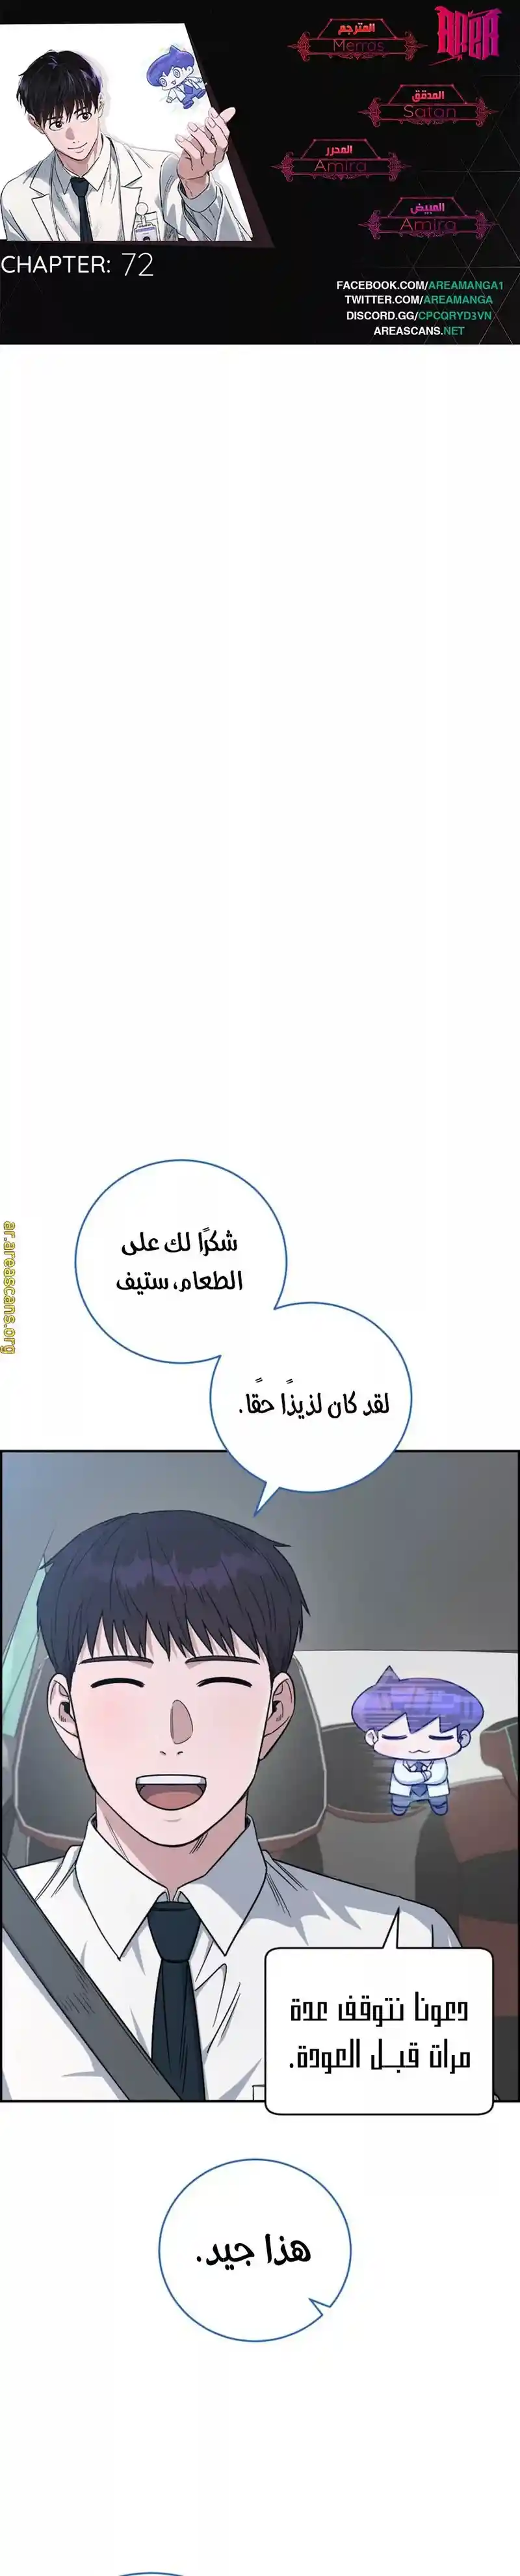 AREA
المترجم
Merros
المدقق
Satan
المحرر
Amira
المبيض
Amira
CHAPTER: 72
FACEBOOK.COM/AREAMANGA1
TWITTER.COM/AREAMANGA
DISCORD.GG/CPCQRYD3VN
AREASCANS.NET
ar.areascans.org
شكرًا لك على
الطعام، ستيف
لقد كان لذيذًا حقًا.
دعونا نتوقف عدة
مرات قبل العودة.
هذا جيد.